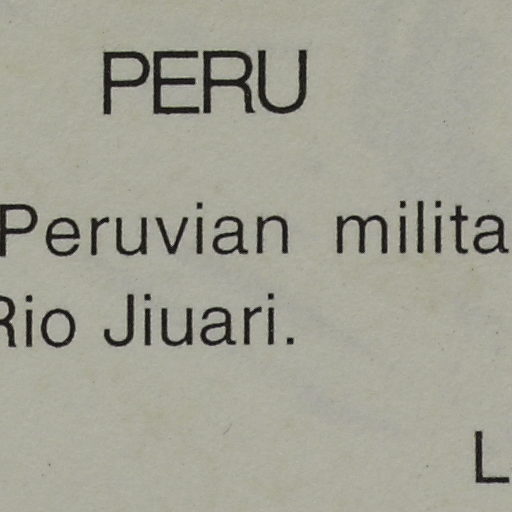 PERU
Peruvian milita
Rio Jiuari.
L